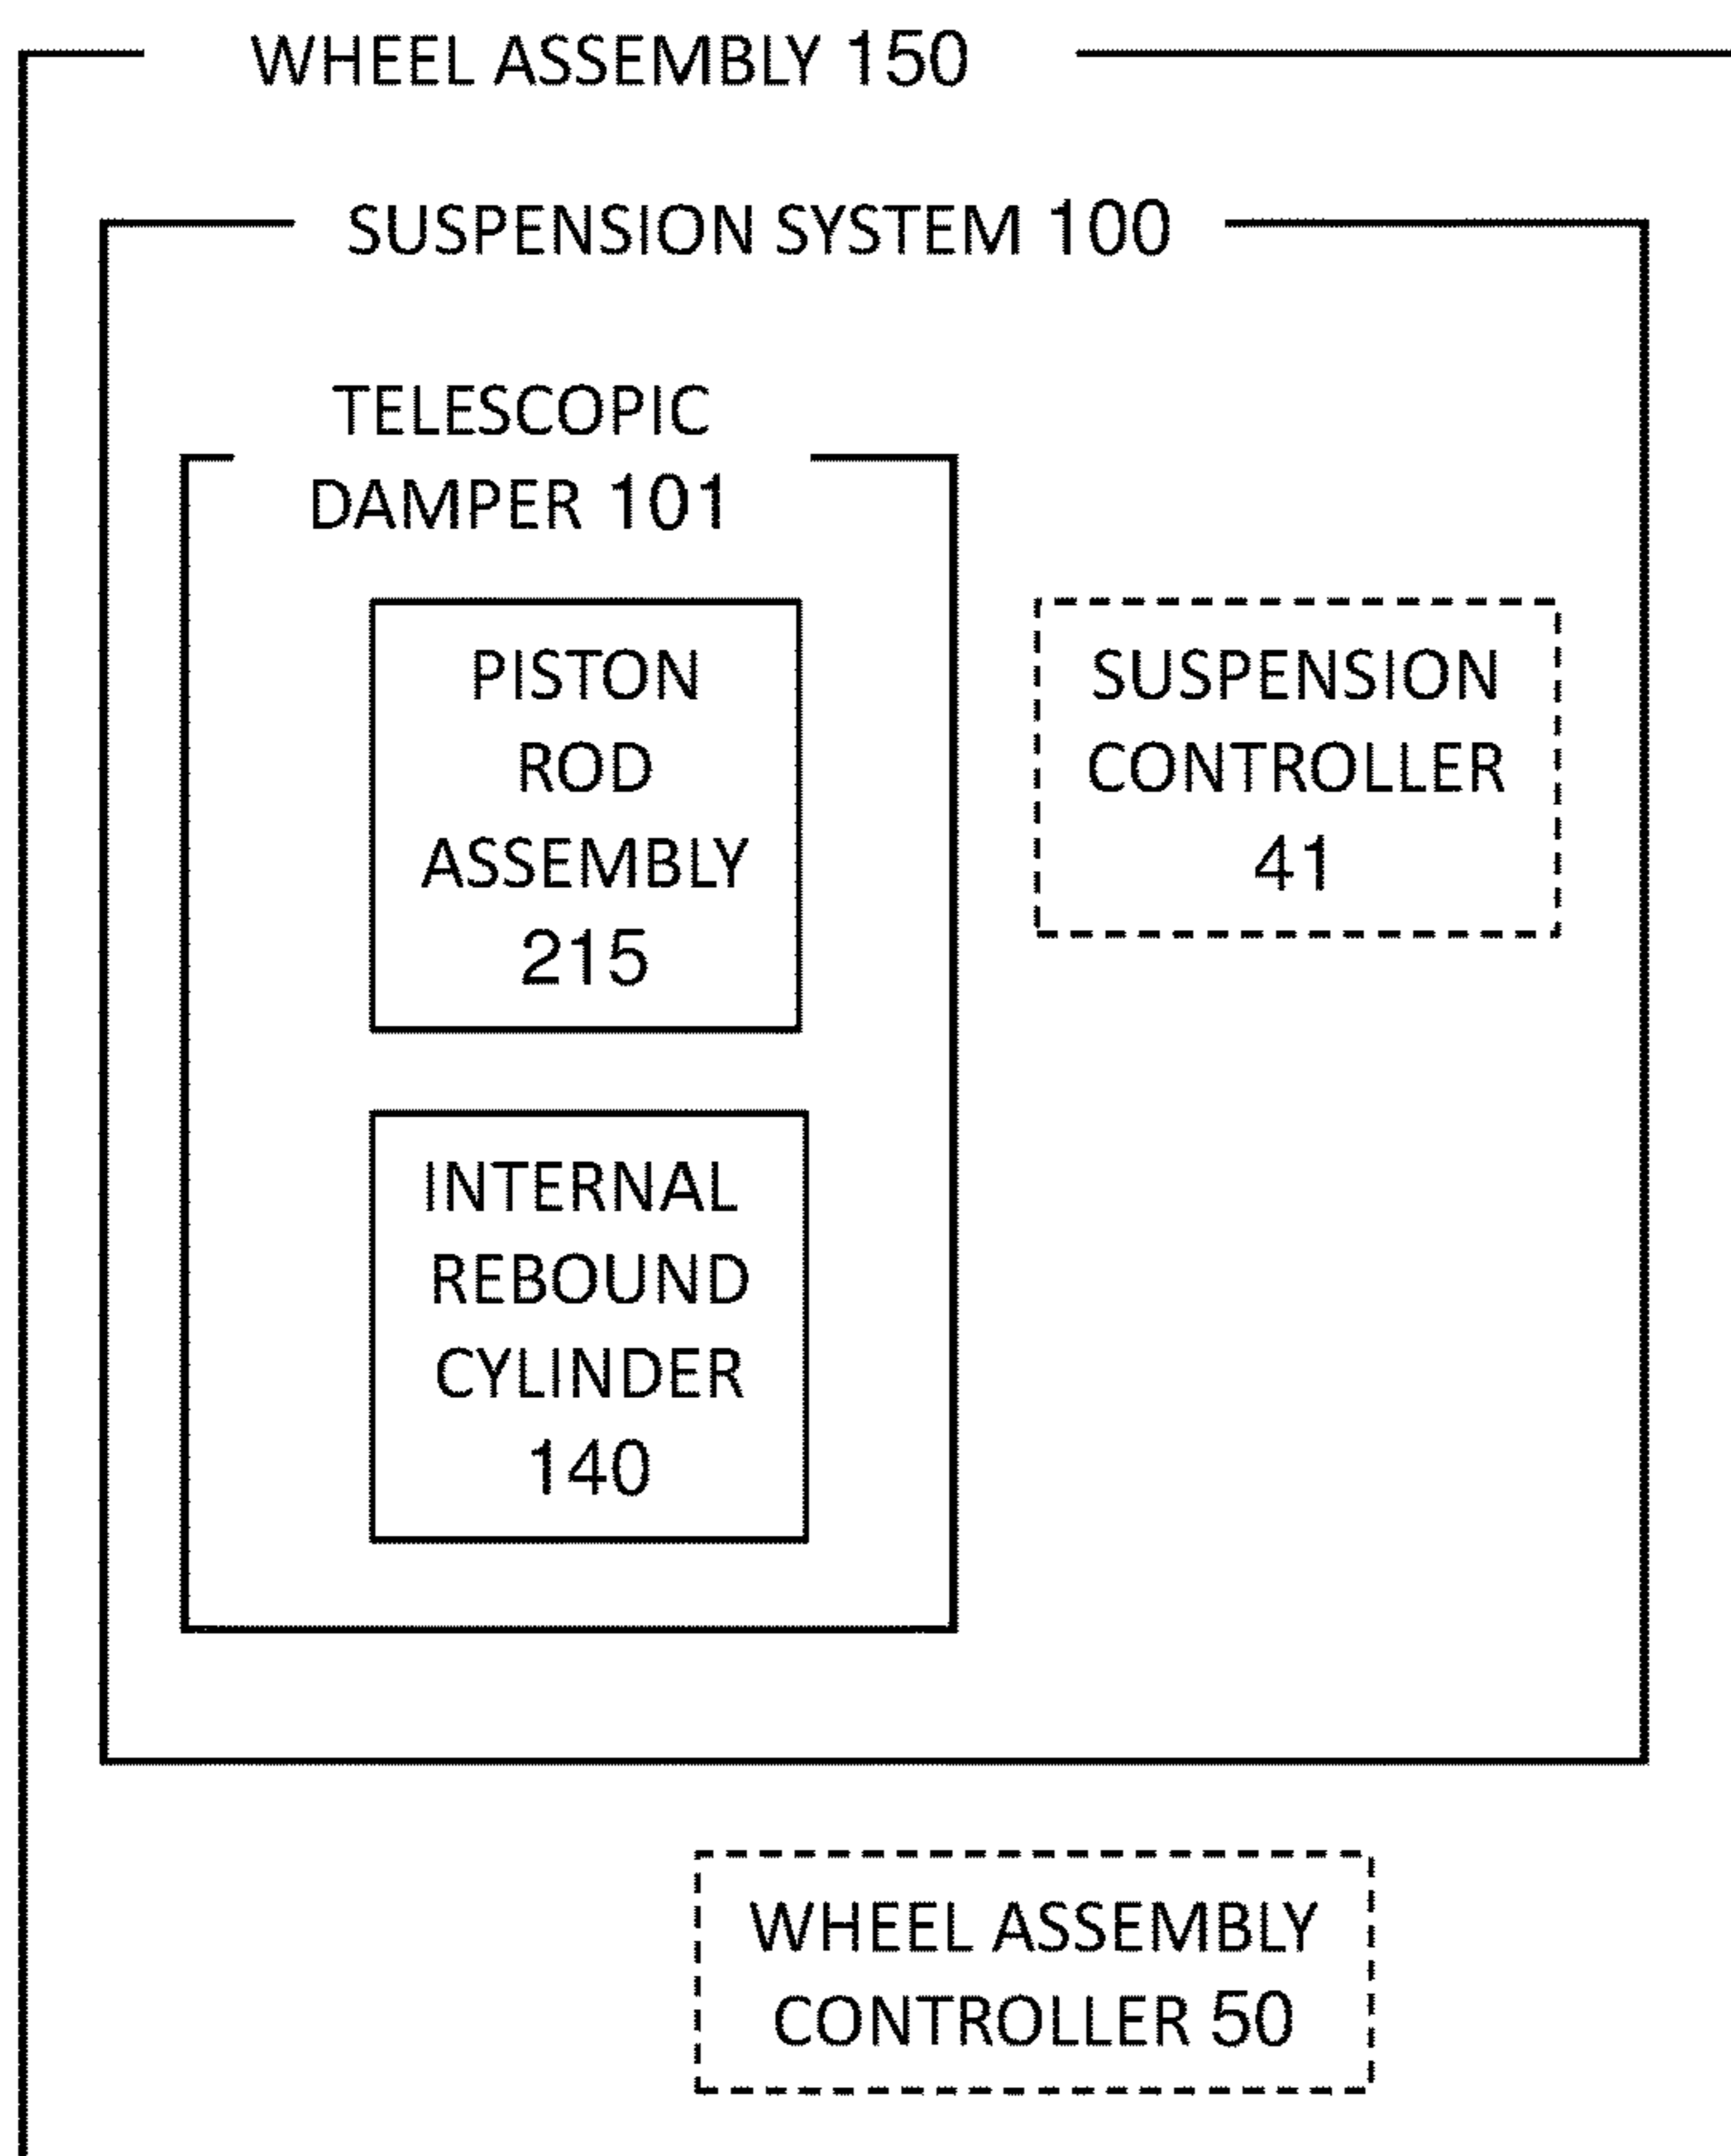 WHEEL ASSEMBLY 150
SUSPENSION SYSTEM 100
TELESCOPIC
DAMPER 101
PISTON
ROD
ASSEMBLY
215
SUSPENSION
CONTROLLER
41
INTERNAL
REBOUND
CYLINDER
140
WHEEL ASSEMBLY
CONTROLLER 50